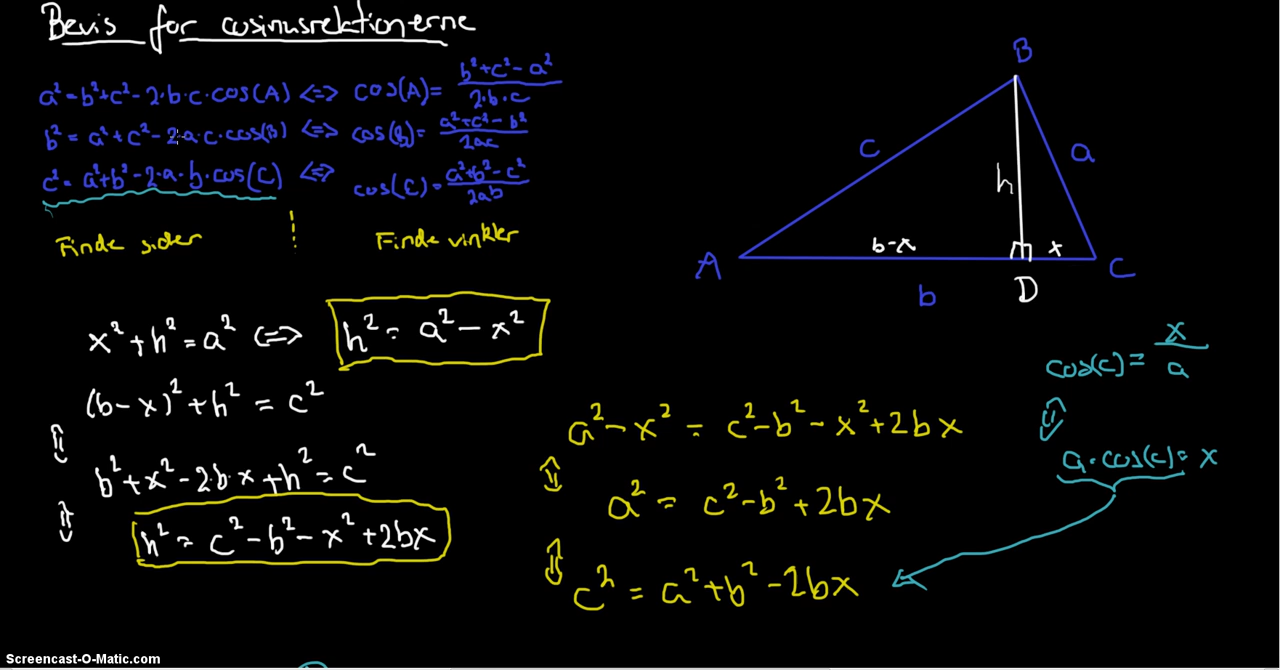 Bevis for cosinusrelationerne
a² = b²+c² - 2·b·c·cos(A) <=> cos(A) = (b²+c²-a²)/(2·b·c)
b² = a²+c² - 2·a·c·cos(B) <=> cos(B) = (a²+c²-b²)/(2ac)
c² = a²+b² - 2·a·b·cos(C) <=> cos(C) = (a²+b²-c²)/(2ab)
Finde sider
Finde vinkler
x² + h² = a² <=> h² = a² - x²
(b-x)² + h² = c²
⇕
b² + x² - 2b·x + h² = c²
⇕
h² = c² - b² - x² + 2bx
B
c
a
h
A
b-x
x
C
b
D
a² - x² = c² - b² - x² + 2bx
⇕
a² = c² - b² + 2bx
⇕
c² = a² + b² - 2bx
cos(c) = x/a
⇕
a·cos(c) = x
Screencast-O-Matic.com